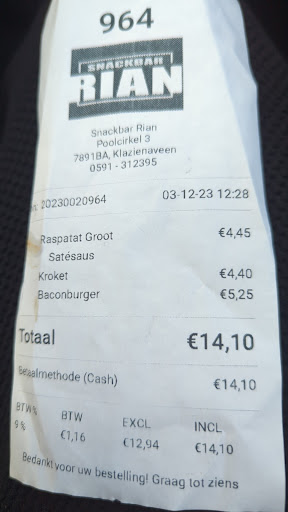 964
SNACKBAR
RIAN
Snackbar Rian
Poolcirkel 3
7891BA, Klazienaveen
0591 - 312395
20230020964 03-12-23 12:28
Raspatat Groot €4,45
Satésaus
Kroket €4,40
Baconburger €5,25
Totaal €14,10
Betaalmethode (Cash) €14,10
BTW% BTW EXCL INCL
9 % €1,16 €12,94 €14,10
Bedankt voor uw bestelling! Graag tot ziens